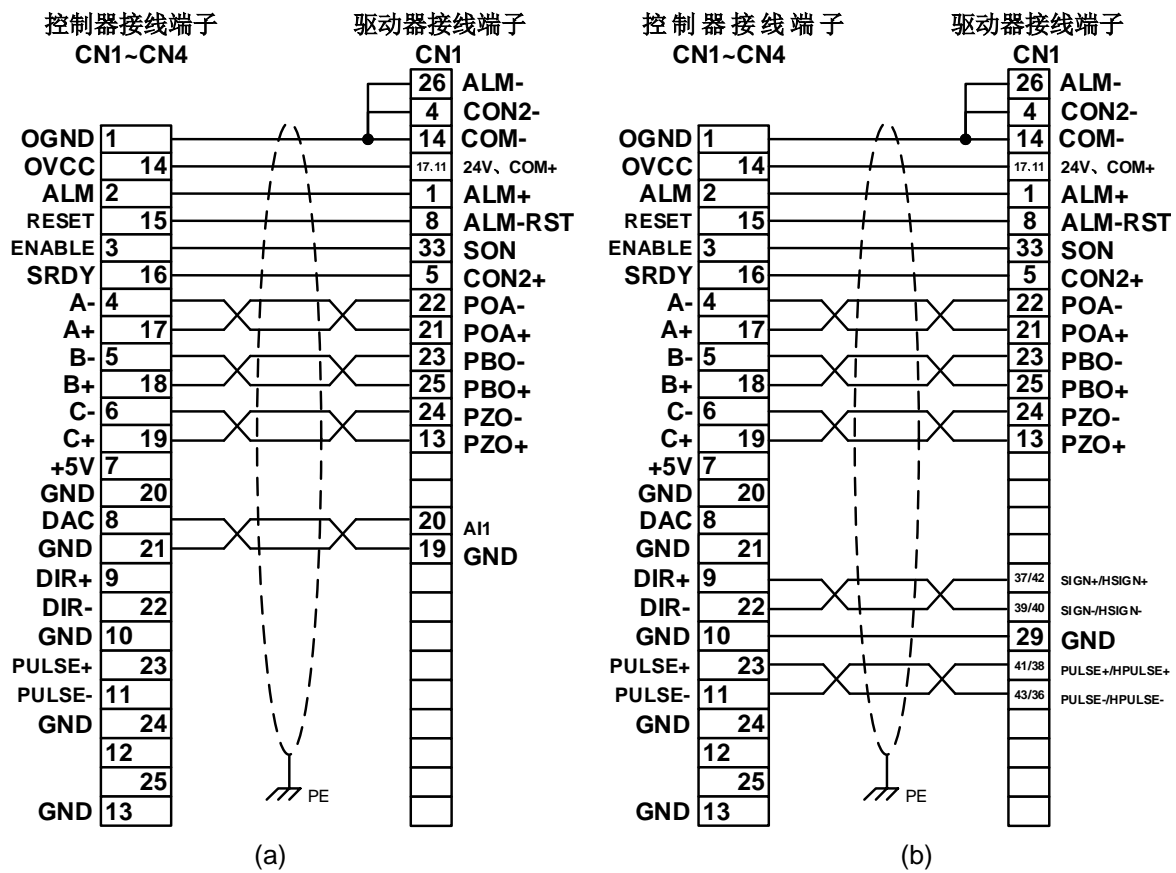 控制器接线端子 驱动器接线端子
CN1~CN4 CN1
26 ALM-
4 CON2-
OGND 1 14 COM-
OVCC 14 17、11 24V、COM+
ALM 2 1 ALM+
RESET 15 8 ALM-RST
ENABLE 3 33 SON
SRDY 16 5 CON2+
A- 4 22 POA-
A+ 17 21 POA+
B- 5 23 PBO-
B+ 18 25 PBO+
C- 6 24 PZO-
C+ 19 13 PZO+
+5V 7
GND 20
DAC 8 20 AI1
GND 21 19 GND
DIR+ 9
DIR- 22
GND 10
PULSE+ 23
PULSE- 11
GND 24
12
25
GND 13
PE
(a)
控制器接线端子 驱动器接线端子
CN1~CN4 CN1
26 ALM-
4 CON2-
OGND 1 14 COM-
OVCC 14 17、11 24V、COM+
ALM 2 1 ALM+
RESET 15 8 ALM-RST
ENABLE 3 33 SON
SRDY 16 5 CON2+
A- 4 22 POA-
A+ 17 21 POA+
B- 5 23 PBO-
B+ 18 25 PBO+
C- 6 24 PZO-
C+ 19 13 PZO+
+5V 7
GND 20
DAC 8
GND 21
DIR+ 9 37/42 SIGN+/HSIGN+
DIR- 22 39/40 SIGN-/HSIGN-
GND 10 29 GND
PULSE+ 23 41/38 PULSE+/HPULSE+
PULSE- 11 43/36 PULSE-/HPULSE-
GND 24
12
25
GND 13
PE
(b)